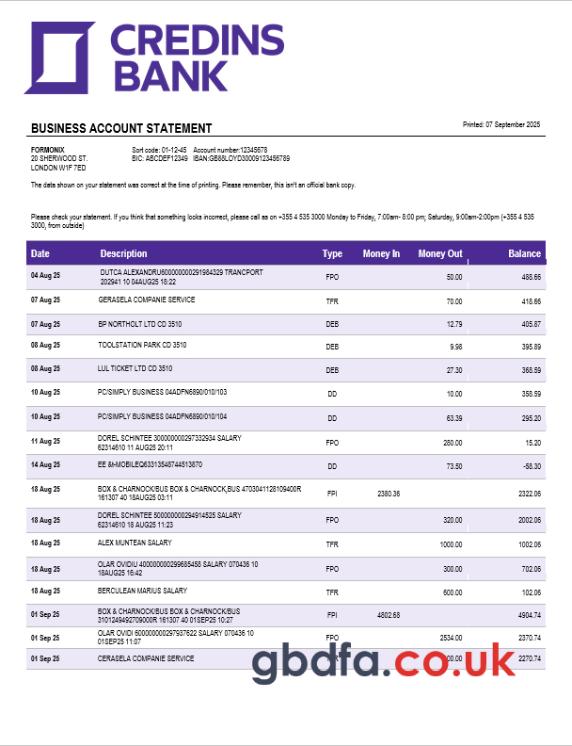 CREDINS
BANK
Printed: 07 September 2025
BUSINESS ACCOUNT STATEMENT
FORMONIX Sort code: 01-12-45 Account number:12345678
20 SHERWOOD ST. BIC: ABCDEF12349 IBAN:GB88LOYD30009123456789
LONDON W1F 7ED
The data shown on your statement was correct at the time of printing. Please remember, this isn't an official bank copy.
Please check your statement. If you think that something looks incorrect, please call as on +355 4 535 3000 Monday to Friday, 7:00am- 8:00 pm; Saturday, 9:00am-2:00pm (+355 4 535
3000, from outside)
Date Description Type Money In Money Out Balance
04 Aug 25 DUTCA ALEXANDRU600000000291984329 TRANCPORT FPO 50.00 488.66
202941 10 04AUG25 18:22
07 Aug 25 GERASELA COMPANIE SERVICE TFR 70.00 418.66
07 Aug 25 BP NORTHOLT LTD CD 3510 DEB 12.79 405.87
08 Aug 25 TOOLSTATION PARK CD 3510 DEB 9.98 395.89
08 Aug 25 LUL TICKET LTD CD 3510 DEB 27.30 368.59
10 Aug 25 PC/SIMPLY BUSINESS 04ADFN6890/010/103 DD 10.00 358.59
10 Aug 25 PC/SIMPLY BUSINESS 04ADFN6890/010/104 DD 63.39 295.20
11 Aug 25 DOREL SCHINTEE 300000000297332934 SALARY FPO 280.00 15.20
62314610 11 AUG25 20:11
14 Aug 25 EE &MOBILEQ63313548744513870 DD 73.50 -58.30
18 Aug 25 BOX & CHARNOCK/BUS BOX & CHARNOCK,BUS 4703041128109400R FPI 2380.36 2322.06
161307 40 18AUG25 03:11
18 Aug 25 DOREL SCHINTEE 500000000294914525 SALARY FPO 320.00 2002.06
62314610 18 AUG25 11:23
18 Aug 25 ALEX MUNTEAN SALARY TFR 1000.00 1002.06
18 Aug 25 OLAR OVIDIU 400000000299685458 SALARY 070436 10 FPO 300.00 702.06
18AUG25 16:42
18 Aug 25 BERCULEAN MARIUS SALARY TFR 600.00 102.06
01 Sep 25 BOX & CHARNOCK/BUS BOX & CHARNOCK/BUS FPI 4802.68 4904.74
3101249492709000R 161307 40 01SEP25 10:27
01 Sep 25 OLAR OVIDI 600000000297937622 SALARY 070436 10 FPO 2534.00 2370.74
01SEP25 11:07
01 Sep 25 CERASELA COMPANIE SERVICE 2270.74
gbdfa.co.uk